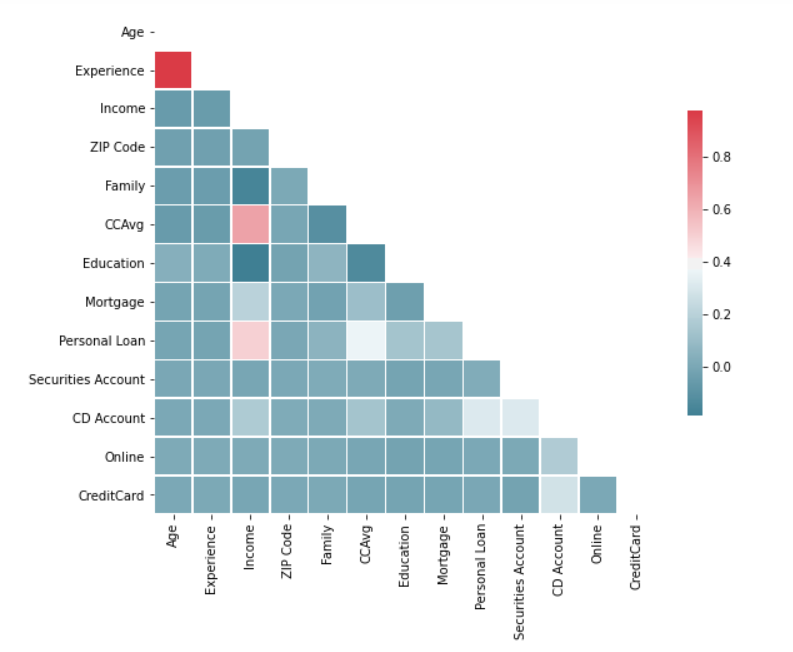 Age
Experience
Income
ZIP Code
Family
CCAvg
Education
Mortgage
Personal Loan
Securities Account
CD Account
Online
CreditCard
Age
Experience
Income
ZIP Code
Family
CCAvg
Education
Mortgage
Personal Loan
Securities Account
CD Account
Online
CreditCard
0.8
0.6
0.4
0.2
0.0